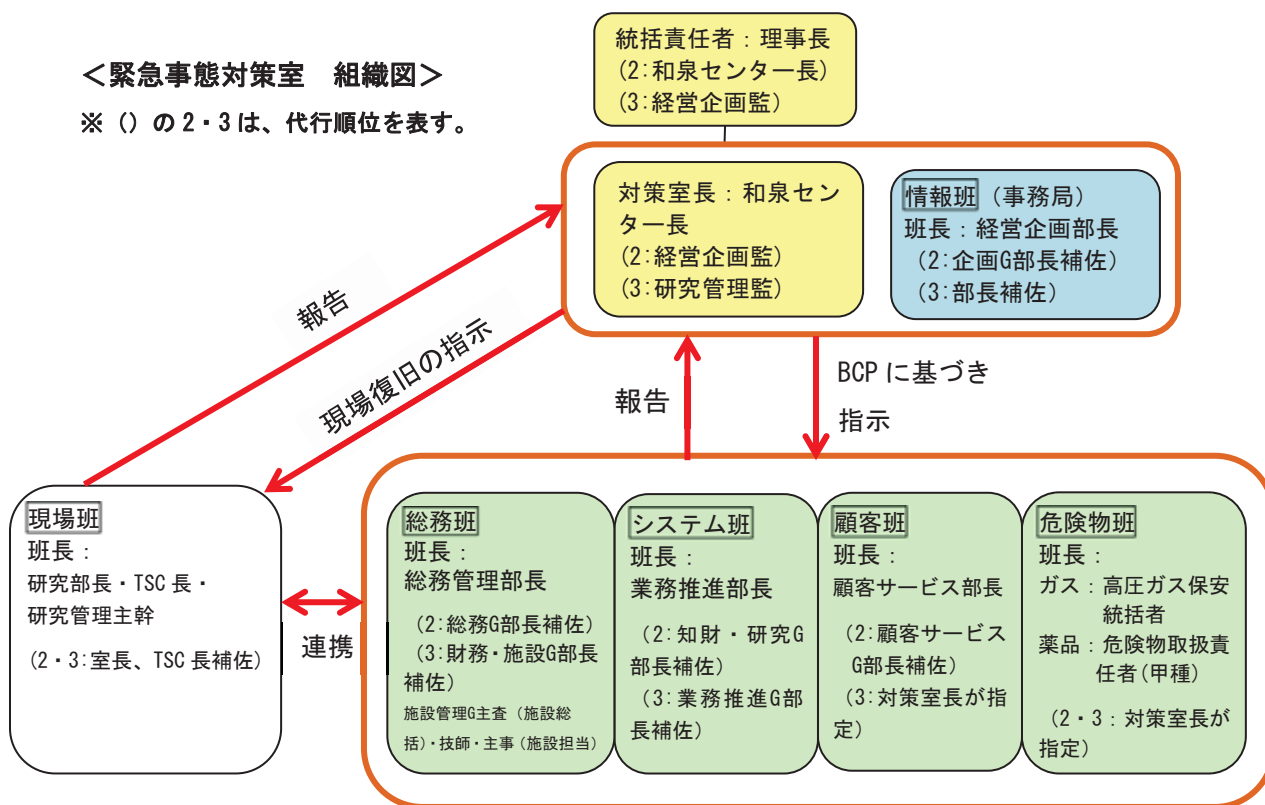 ＜緊急事態対策室　組織図＞
※（）の2・3は、代行順位を表す。
統括責任者：理事長
(2:和泉センター長)
(3:経営企画監)
対策室長：和泉セン
ター長
(2:経営企画監)
(3:研究管理監)
情報班（事務局）
班長：経営企画部長
(2:企画G部長補佐)
(3:部長補佐)
報告
現場復旧の指示
報告
BCPに基づき
指示
現場班
班長：
研究部長・TSC長・
研究管理主幹
(2・3:室長、TSC長補佐)
連携
総務班
班長：
総務管理部長
(2:総務G部長補佐)
(3:財務・施設G部長
補佐)
施設管理G主査（施設総
括）・技師・主事（施設担当）
システム班
班長：
業務推進部長
(2:知財・研究G
部長補佐)
(3:業務推進G部
長補佐)
顧客班
班長：
顧客サービス部長
(2:顧客サービス
G部長補佐)
(3:対策室長が指
定)
危険物班
班長：
ガス：高圧ガス保安
統括者
薬品：危険物取扱責
任者(甲種)
(2・3：対策室長が
指定)